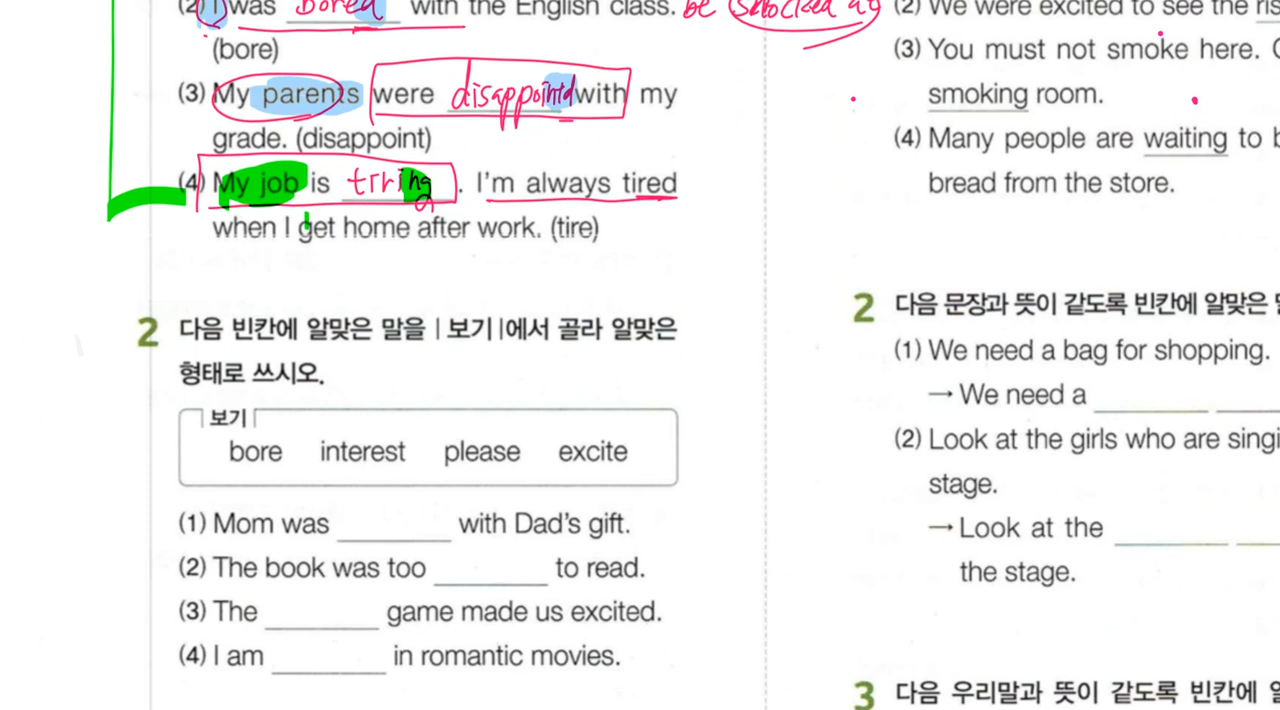 (2) I was bored with the English class. be shocked at
(bore)
(3) My parents were disappointd with my
grade. (disappoint)
(4) My job is tring . I'm always tired
when I get home after work. (tire)
2 다음 빈칸에 알맞은 말을 | 보기 |에서 골라 알맞은
형태로 쓰시오.
| 보기 |
bore interest please excite
(1) Mom was ________ with Dad's gift.
(2) The book was too ________ to read.
(3) The ________ game made us excited.
(4) I am ________ in romantic movies.
(2) We were excited to see the
(3) You must not smoke here.
smoking room.
(4) Many people are waiting to
bread from the store.
2 다음 문장과 뜻이 같도록 빈칸에 알맞은
(1) We need a bag for shopping.
→ We need a ________ ________
(2) Look at the girls who are
stage.
→ Look at the ________ ________
the stage.
3 다음 우리말과 뜻이 같도록 빈칸에